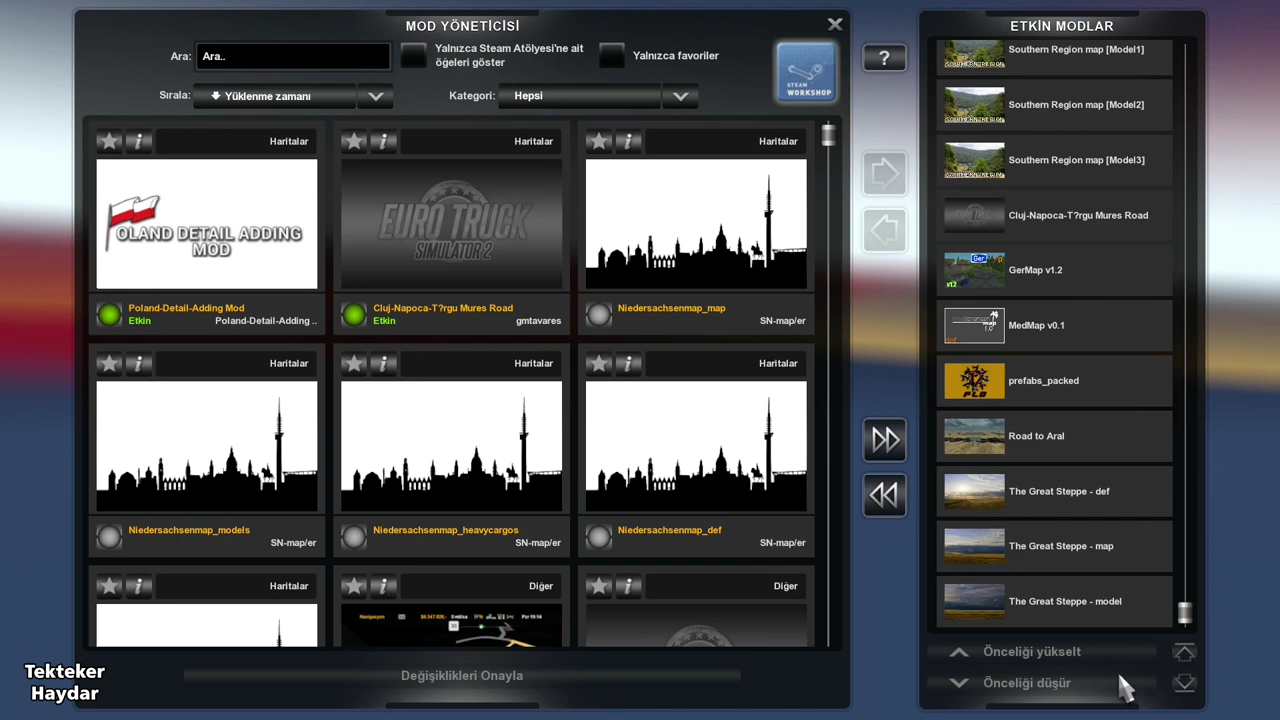 MOD YÖNETİCİSİ
Ara:
Ara..
Yalnızca Steam Atölyesi'ne ait
öğeleri göster
Yalnızca favoriler
STEAM
WORKSHOP
Sırala:
Yüklenme zamanı
Kategori:
Hepsi
Haritalar
Haritalar
Haritalar
OLAND DETAIL ADDING
MOD
EURO TRUCK
SIMULATOR 2
Poland-Detail-Adding Mod
Etkin
Poland-Detail-Adding ..
Cluj-Napoca-T?rgu Mures Road
Etkin
gmtavares
Niedersachsenmap_map
SN-map/er
Haritalar
Haritalar
Haritalar
Niedersachsenmap_models
SN-map/er
Niedersachsenmap_heavycargos
SN-map/er
Niedersachsenmap_def
SN-map/er
Haritalar
Diğer
Diğer
Navigasyon
Değişiklikleri Onayla
?
ETKİN MODLAR
Southern Region map [Model1]
Southern Region map [Model2]
Southern Region map [Model3]
Cluj-Napoca-T?rgu Mures Road
GerMap v1.2
MedMap v0.1
prefabs_packed
Road to Aral
The Great Steppe - def
The Great Steppe - map
The Great Steppe - model
Önceliği yükselt
Önceliği düşür
Tekteker
Haydar